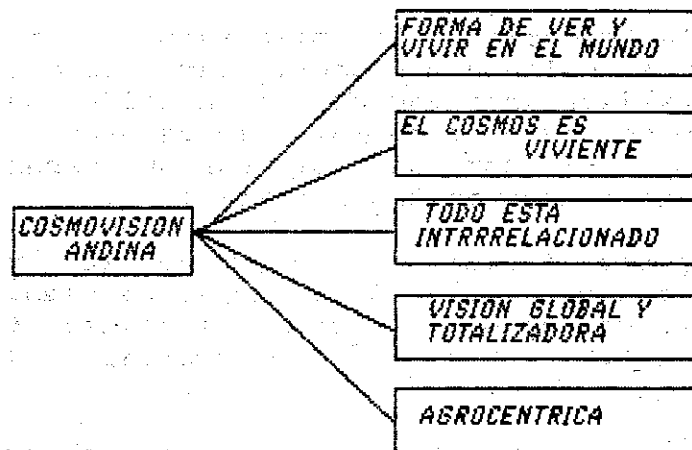 FORMA DE VER Y
VIVIR EN EL MUNDO
EL COSMOS ES
VIVIENTE
COSMOVISION
ANDINA
TODO ESTA
INTRRRELACIONADO
VISION GLOBAL Y
TOTALIZADORA
AGROCENTRICA